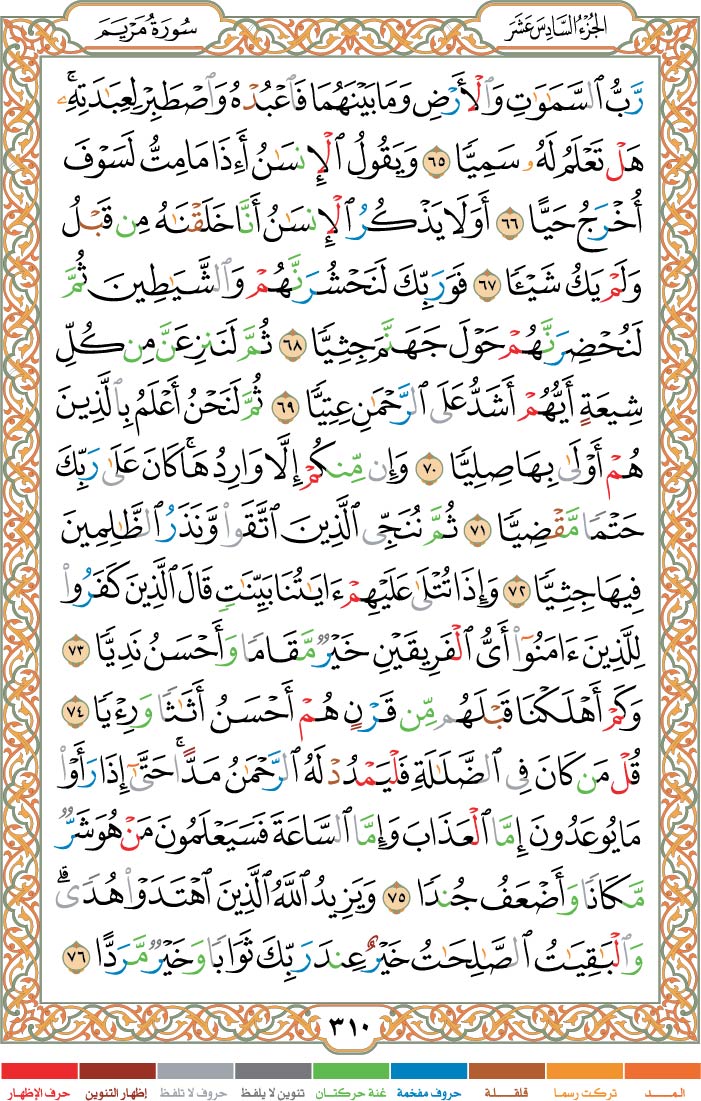 الجزء السادس عشر
سورة مريم
رَّبُّ ٱلسَّمَٰوَٰتِ وَٱلْأَرْضِ وَمَا بَيْنَهُمَا فَٱعْبُدْهُ وَٱصْطَبِرْ لِعِبَٰدَتِهِۦۚ
هَلْ تَعْلَمُ لَهُۥ سَمِيًّا ٦٥ وَيَقُولُ ٱلْإِنسَٰنُ أَءِذَا مَا مِتُّ لَسَوْفَ
أُخْرَجُ حَيًّا ٦٦ أَوَلَا يَذْكُرُ ٱلْإِنسَٰنُ أَنَّا خَلَقْنَٰهُ مِن قَبْلُ
وَلَمْ يَكُ شَيْـًٔا ٦٧ فَوَرَبِّكَ لَنَحْشُرَنَّهُمْ وَٱلشَّيَٰطِينَ ثُمَّ
لَنُحْضِرَنَّهُمْ حَوْلَ جَهَنَّمَ جِثِيًّا ٦٨ ثُمَّ لَنَنزِعَنَّ مِن كُلِّ
شِيعَةٍ أَيُّهُمْ أَشَدُّ عَلَى ٱلرَّحْمَٰنِ عِتِيًّا ٦٩ ثُمَّ لَنَحْنُ أَعْلَمُ بِٱلَّذِينَ
هُمْ أَوْلَىٰ بِهَا صِلِيًّا ٧٠ وَإِن مِّنكُمْ إِلَّا وَارِدُهَاۚ كَانَ عَلَىٰ رَبِّكَ
حَتْمًا مَّقْضِيًّا ٧١ ثُمَّ نُنَجِّى ٱلَّذِينَ ٱتَّقَوا۟ وَّنَذَرُ ٱلظَّٰلِمِينَ
فِيهَا جِثِيًّا ٧٢ وَإِذَا تُتْلَىٰ عَلَيْهِمْ ءَايَٰتُنَا بَيِّنَٰتٍ قَالَ ٱلَّذِينَ كَفَرُوا۟
لِلَّذِينَ ءَامَنُوٓا۟ أَىُّ ٱلْفَرِيقَيْنِ خَيْرٌ مَّقَامًا وَأَحْسَنُ نَدِيًّا ٧٣
وَكَمْ أَهْلَكْنَا قَبْلَهُم مِّن قَرْنٍ هُمْ أَحْسَنُ أَثَٰثًا وَرِءْيًا ٧٤
قُلْ مَن كَانَ فِى ٱلضَّلَٰلَةِ فَلْيَمْدُدْ لَهُ ٱلرَّحْمَٰنُ مَدًّاۚ حَتَّىٰٓ إِذَا رَأَوْا۟
مَا يُوعَدُونَ إِمَّا ٱلْعَذَابَ وَإِمَّا ٱلسَّاعَةَ فَسَيَعْلَمُونَ مَنْ هُوَ شَرٌّ
مَّكَانًا وَأَضْعَفُ جُندًا ٧٥ وَيَزِيدُ ٱللَّهُ ٱلَّذِينَ ٱهْتَدَوْا۟ هُدًىۗ
وَٱلْبَٰقِيَٰتُ ٱلصَّٰلِحَٰتُ خَيْرٌ عِندَ رَبِّكَ ثَوَابًا وَخَيْرٌ مَّرَدًّا ٧٦
٣١٠
المـــد تركت رسما قلقـلـة حروف مفخمة غنة حركتان تنوين لا يلفظ حروف لا تلفظ إظهار التنوين حرف الإظهار